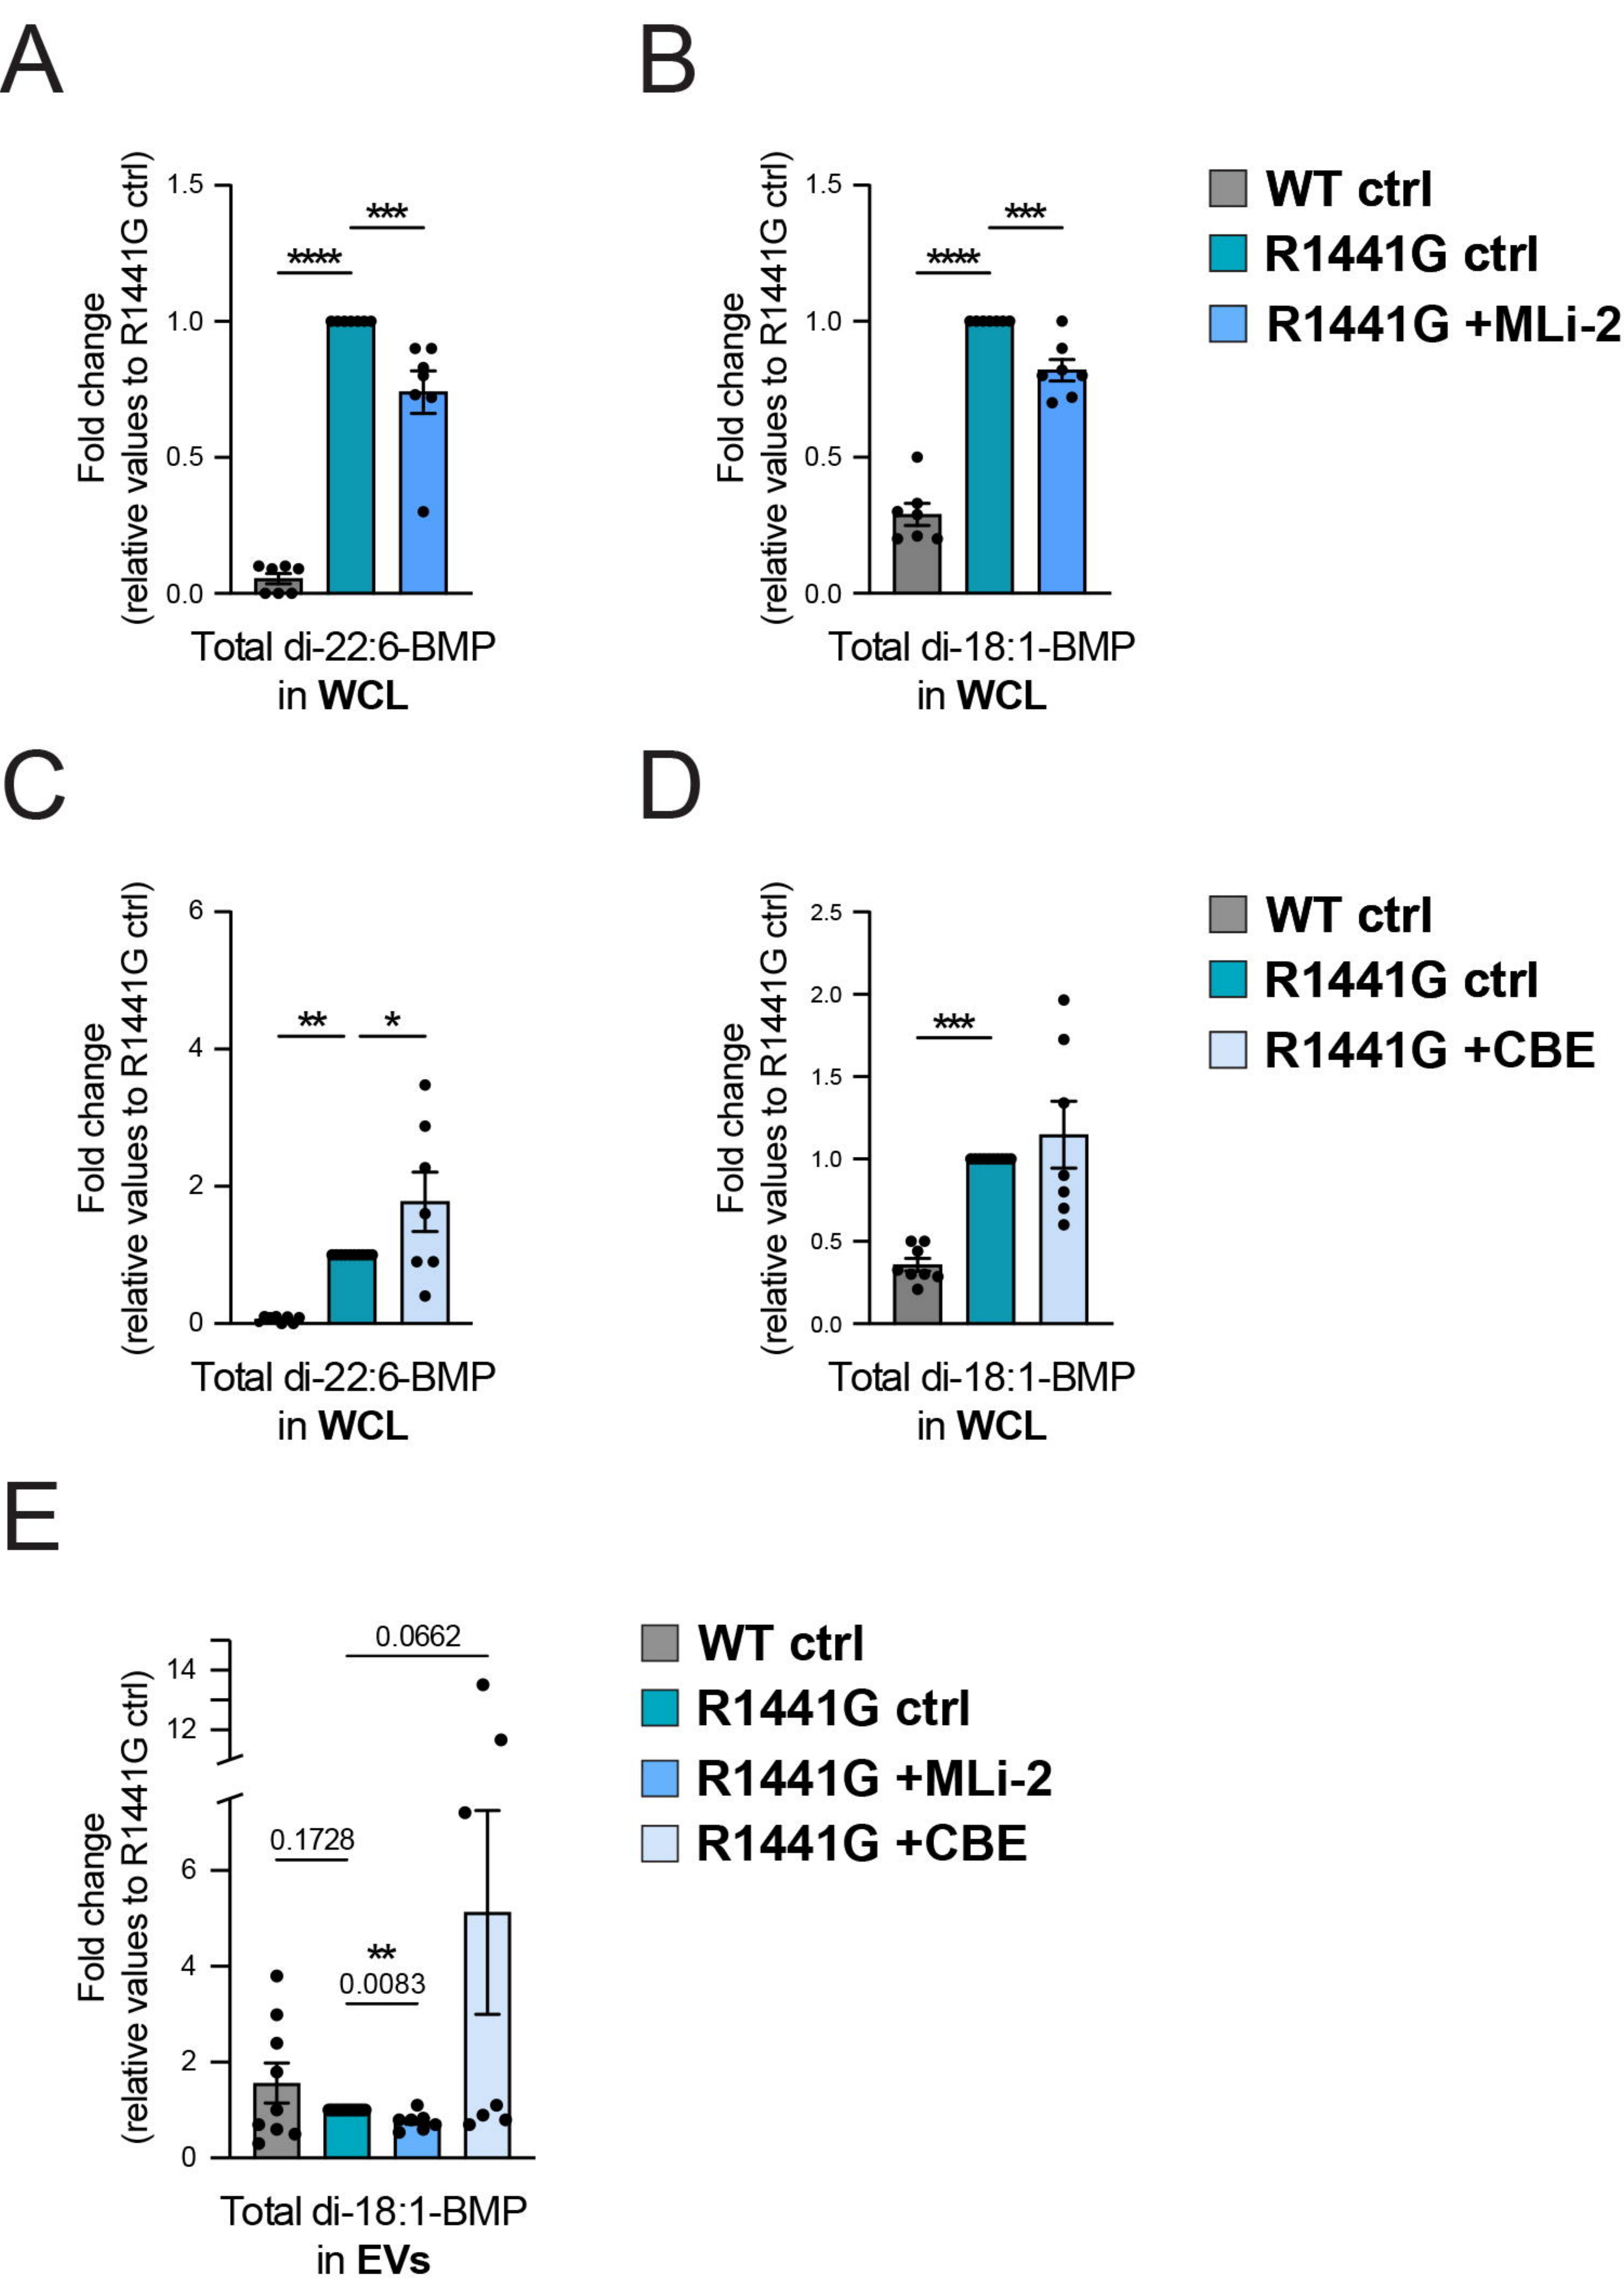 A
Fold change
(relative values to R1441G ctrl)
1.5
1.0
0.5
0.0
****
***
Total di-22:6-BMP
in WCL
B
Fold change
(relative values to R1441G ctrl)
1.5
1.0
0.5
0.0
****
***
Total di-18:1-BMP
in WCL
WT ctrl
R1441G ctrl
R1441G +MLi-2
C
Fold change
(relative values to R1441G ctrl)
6
4
2
0
**
*
Total di-22:6-BMP
in WCL
D
Fold change
(relative values to R1441G ctrl)
2.5
2.0
1.5
1.0
0.5
0.0
***
Total di-18:1-BMP
in WCL
WT ctrl
R1441G ctrl
R1441G +CBE
E
Fold change
(relative values to R1441G ctrl)
14
12
6
4
2
0
0.0662
0.1728
**
0.0083
Total di-18:1-BMP
in EVs
WT ctrl
R1441G ctrl
R1441G +MLi-2
R1441G +CBE